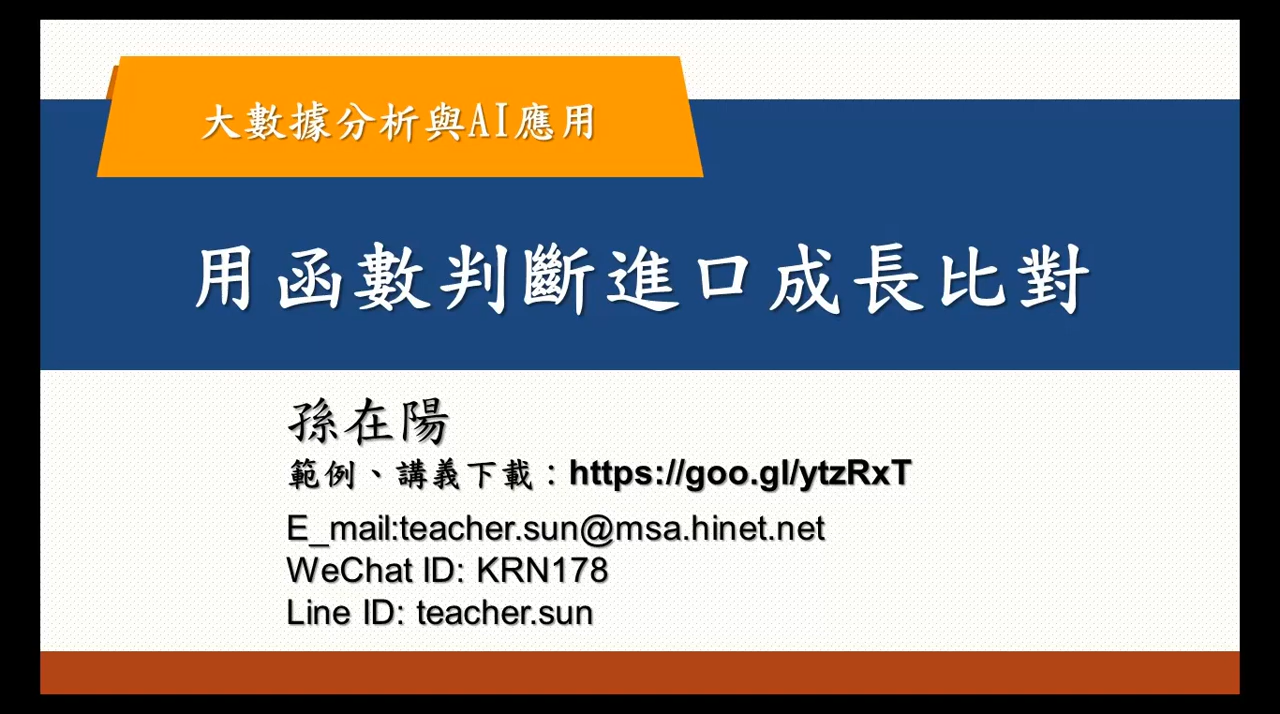 大數據分析與AI應用
用函數判斷進口成長比對
孫在陽
範例、講義下載：https://goo.gl/ytzRxT
E_mail:teacher.sun@msa.hinet.net
WeChat ID: KRN178
Line ID: teacher.sun